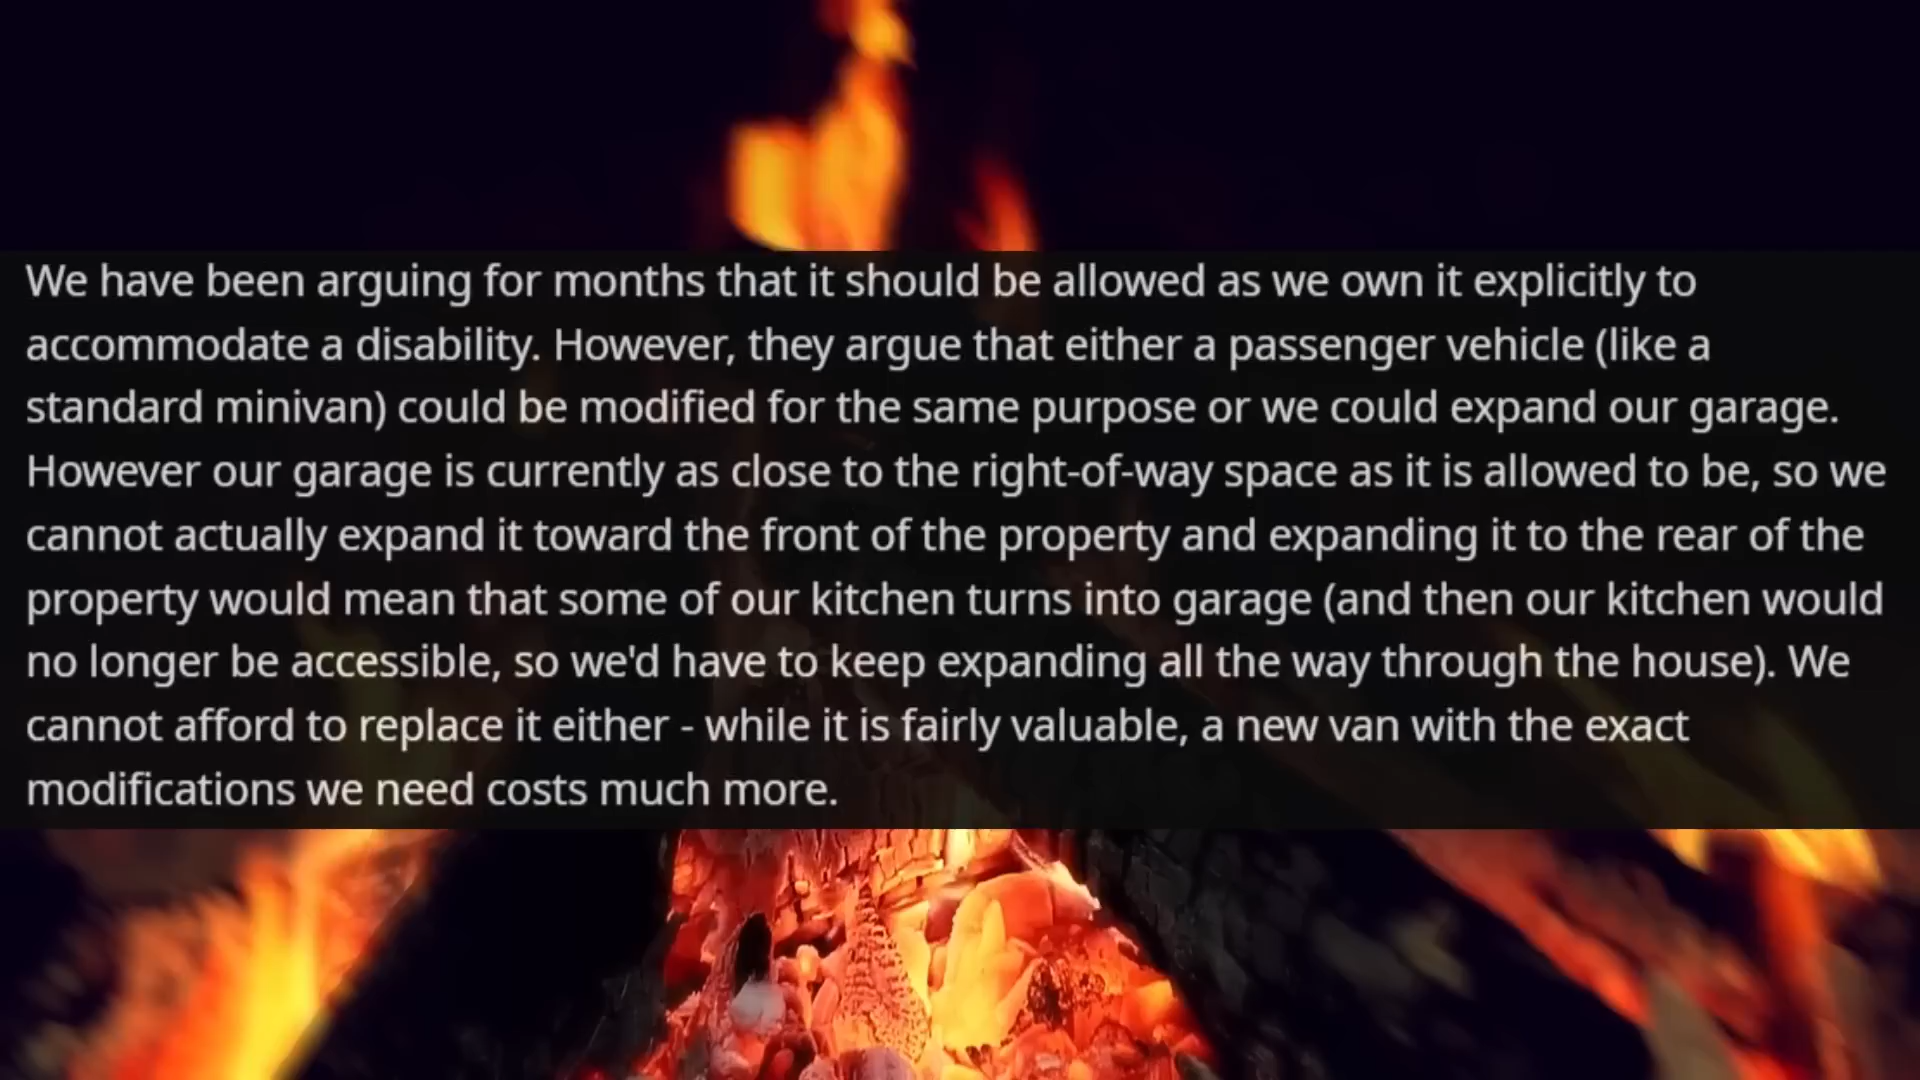 We have been arguing for months that it should be allowed as we own it explicitly to
accommodate a disability. However, they argue that either a passenger vehicle (like a
standard minivan) could be modified for the same purpose or we could expand our garage.
However our garage is currently as close to the right-of-way space as it is allowed to be, so we
cannot actually expand it toward the front of the property and expanding it to the rear of the
property would mean that some of our kitchen turns into garage (and then our kitchen would
no longer be accessible, so we'd have to keep expanding all the way through the house). We
cannot afford to replace it either - while it is fairly valuable, a new van with the exact
modifications we need costs much more.